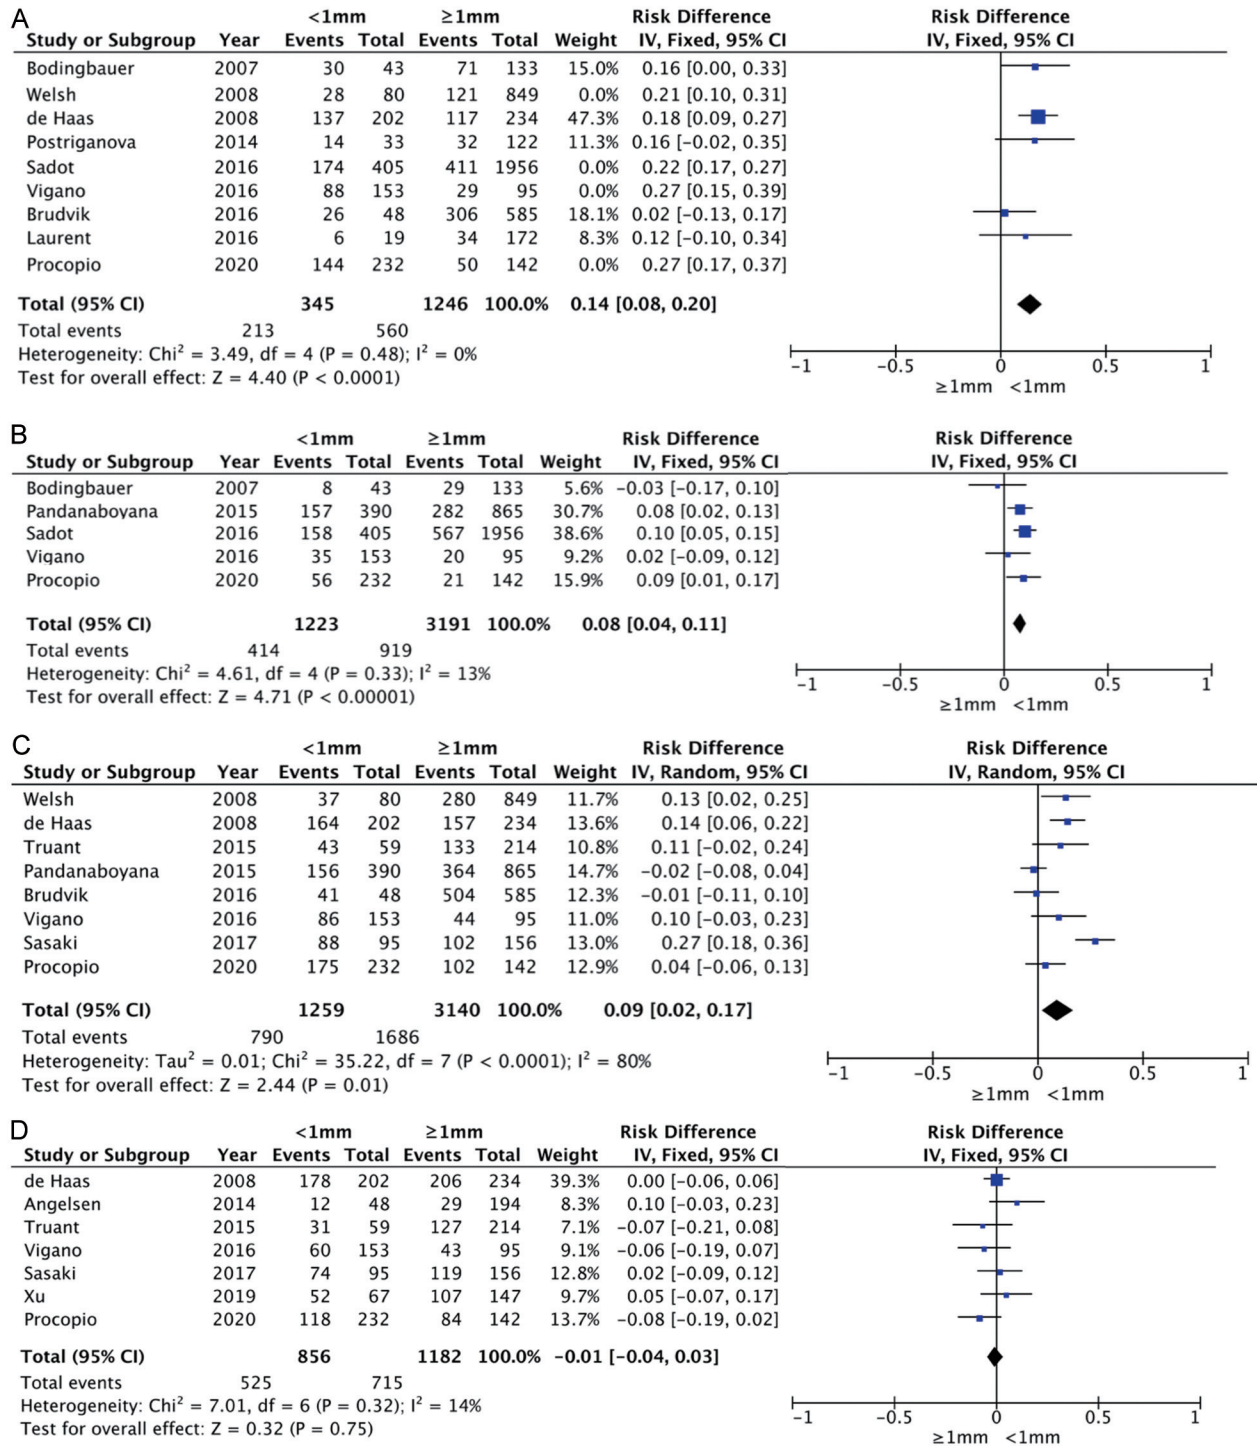 A
<1mm ≥1mm Risk Difference Risk Difference
Study or Subgroup Year Events Total Events Total Weight IV, Fixed, 95% CI IV, Fixed, 95% CI
Bodingbauer 2007 30 43 71 133 15.0% 0.16 [0.00, 0.33]
Welsh 2008 28 80 121 849 0.0% 0.21 [0.10, 0.31]
de Haas 2008 137 202 117 234 47.3% 0.18 [0.09, 0.27]
Postriganova 2014 14 33 32 122 11.3% 0.16 [−0.02, 0.35]
Sadot 2016 174 405 411 1956 0.0% 0.22 [0.17, 0.27]
Vigano 2016 88 153 29 95 0.0% 0.27 [0.15, 0.39]
Brudvik 2016 26 48 306 585 18.1% 0.02 [−0.13, 0.17]
Laurent 2016 6 19 34 172 8.3% 0.12 [−0.10, 0.34]
Procopio 2020 144 232 50 142 0.0% 0.27 [0.17, 0.37]
Total (95% CI) 345 1246 100.0% 0.14 [0.08, 0.20]
Total events 213 560
Heterogeneity: Chi² = 3.49, df = 4 (P = 0.48); I² = 0%
Test for overall effect: Z = 4.40 (P < 0.0001)
−1 −0.5 0 0.5 1
≥1mm <1mm
B
<1mm ≥1mm Risk Difference Risk Difference
Study or Subgroup Year Events Total Events Total Weight IV, Fixed, 95% CI IV, Fixed, 95% CI
Bodingbauer 2007 8 43 29 133 5.6% −0.03 [−0.17, 0.10]
Pandanaboyana 2015 157 390 282 865 30.7% 0.08 [0.02, 0.13]
Sadot 2016 158 405 567 1956 38.6% 0.10 [0.05, 0.15]
Vigano 2016 35 153 20 95 9.2% 0.02 [−0.09, 0.12]
Procopio 2020 56 232 21 142 15.9% 0.09 [0.01, 0.17]
Total (95% CI) 1223 3191 100.0% 0.08 [0.04, 0.11]
Total events 414 919
Heterogeneity: Chi² = 4.61, df = 4 (P = 0.33); I² = 13%
Test for overall effect: Z = 4.71 (P < 0.00001)
−1 −0.5 0 0.5 1
≥1mm <1mm
C
<1mm ≥1mm Risk Difference Risk Difference
Study or Subgroup Year Events Total Events Total Weight IV, Random, 95% CI IV, Random, 95% CI
Welsh 2008 37 80 280 849 11.7% 0.13 [0.02, 0.25]
de Haas 2008 164 202 157 234 13.6% 0.14 [0.06, 0.22]
Truant 2015 43 59 133 214 10.8% 0.11 [−0.02, 0.24]
Pandanaboyana 2015 156 390 364 865 14.7% −0.02 [−0.08, 0.04]
Brudvik 2016 41 48 504 585 12.3% −0.01 [−0.11, 0.10]
Vigano 2016 86 153 44 95 11.0% 0.10 [−0.03, 0.23]
Sasaki 2017 88 95 102 156 13.0% 0.27 [0.18, 0.36]
Procopio 2020 175 232 102 142 12.9% 0.04 [−0.06, 0.13]
Total (95% CI) 1259 3140 100.0% 0.09 [0.02, 0.17]
Total events 790 1686
Heterogeneity: Tau² = 0.01; Chi² = 35.22, df = 7 (P < 0.0001); I² = 80%
Test for overall effect: Z = 2.44 (P = 0.01)
−1 −0.5 0 0.5 1
≥1mm <1mm
D
<1mm ≥1mm Risk Difference Risk Difference
Study or Subgroup Year Events Total Events Total Weight IV, Fixed, 95% CI IV, Fixed, 95% CI
de Haas 2008 178 202 206 234 39.3% 0.00 [−0.06, 0.06]
Angelsen 2014 12 48 29 194 8.3% 0.10 [−0.03, 0.23]
Truant 2015 31 59 127 214 7.1% −0.07 [−0.21, 0.08]
Vigano 2016 60 153 43 95 9.1% −0.06 [−0.19, 0.07]
Sasaki 2017 74 95 119 156 12.8% 0.02 [−0.09, 0.12]
Xu 2019 52 67 107 147 9.7% 0.05 [−0.07, 0.17]
Procopio 2020 118 232 84 142 13.7% −0.08 [−0.19, 0.02]
Total (95% CI) 856 1182 100.0% −0.01 [−0.04, 0.03]
Total events 525 715
Heterogeneity: Chi² = 7.01, df = 6 (P = 0.32); I² = 14%
Test for overall effect: Z = 0.32 (P = 0.75)
−1 −0.5 0 0.5 1
≥1mm <1mm